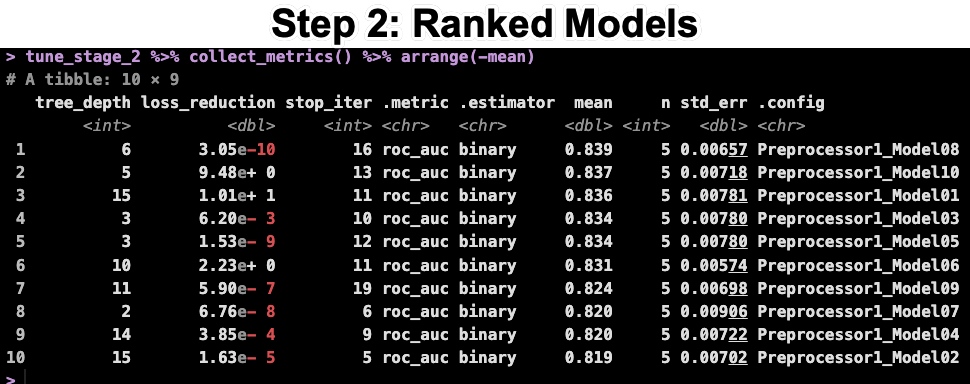 Step 2: Ranked Models
> tune_stage_2 %>% collect_metrics() %>% arrange(-mean)
# A tibble: 10 × 9
   tree_depth loss_reduction stop_iter .metric .estimator  mean     n std_err .config
        <int>          <dbl>     <int> <chr>   <chr>      <dbl> <int>   <dbl> <chr>
 1          6       3.05e-10        16 roc_auc binary     0.839     5 0.00657 Preprocessor1_Model08
 2          5       9.48e+ 0        13 roc_auc binary     0.837     5 0.00718 Preprocessor1_Model10
 3         15       1.01e+ 1        11 roc_auc binary     0.836     5 0.00781 Preprocessor1_Model01
 4          3       6.20e- 3        10 roc_auc binary     0.834     5 0.00780 Preprocessor1_Model03
 5          3       1.53e- 9        12 roc_auc binary     0.834     5 0.00780 Preprocessor1_Model05
 6         10       2.23e+ 0        11 roc_auc binary     0.831     5 0.00574 Preprocessor1_Model06
 7         11       5.90e- 7        19 roc_auc binary     0.824     5 0.00698 Preprocessor1_Model09
 8          2       6.76e- 8         6 roc_auc binary     0.820     5 0.00906 Preprocessor1_Model07
 9         14       3.85e- 4         9 roc_auc binary     0.820     5 0.00722 Preprocessor1_Model04
10         15       1.63e- 5         5 roc_auc binary     0.819     5 0.00702 Preprocessor1_Model02
>